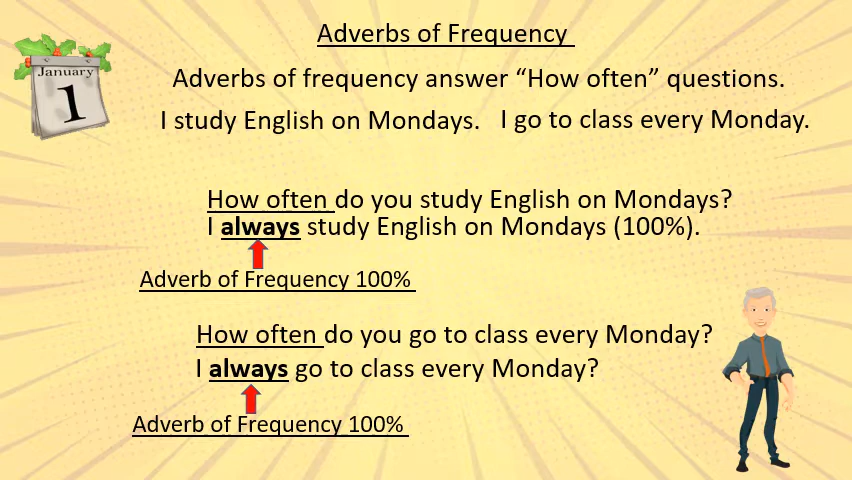 Adverbs of Frequency
January
1
Adverbs of frequency answer “How often” questions.
I study English on Mondays. I go to class every Monday.
How often do you study English on Mondays?
I always study English on Mondays (100%).
Adverb of Frequency 100%
How often do you go to class every Monday?
I always go to class every Monday?
Adverb of Frequency 100%